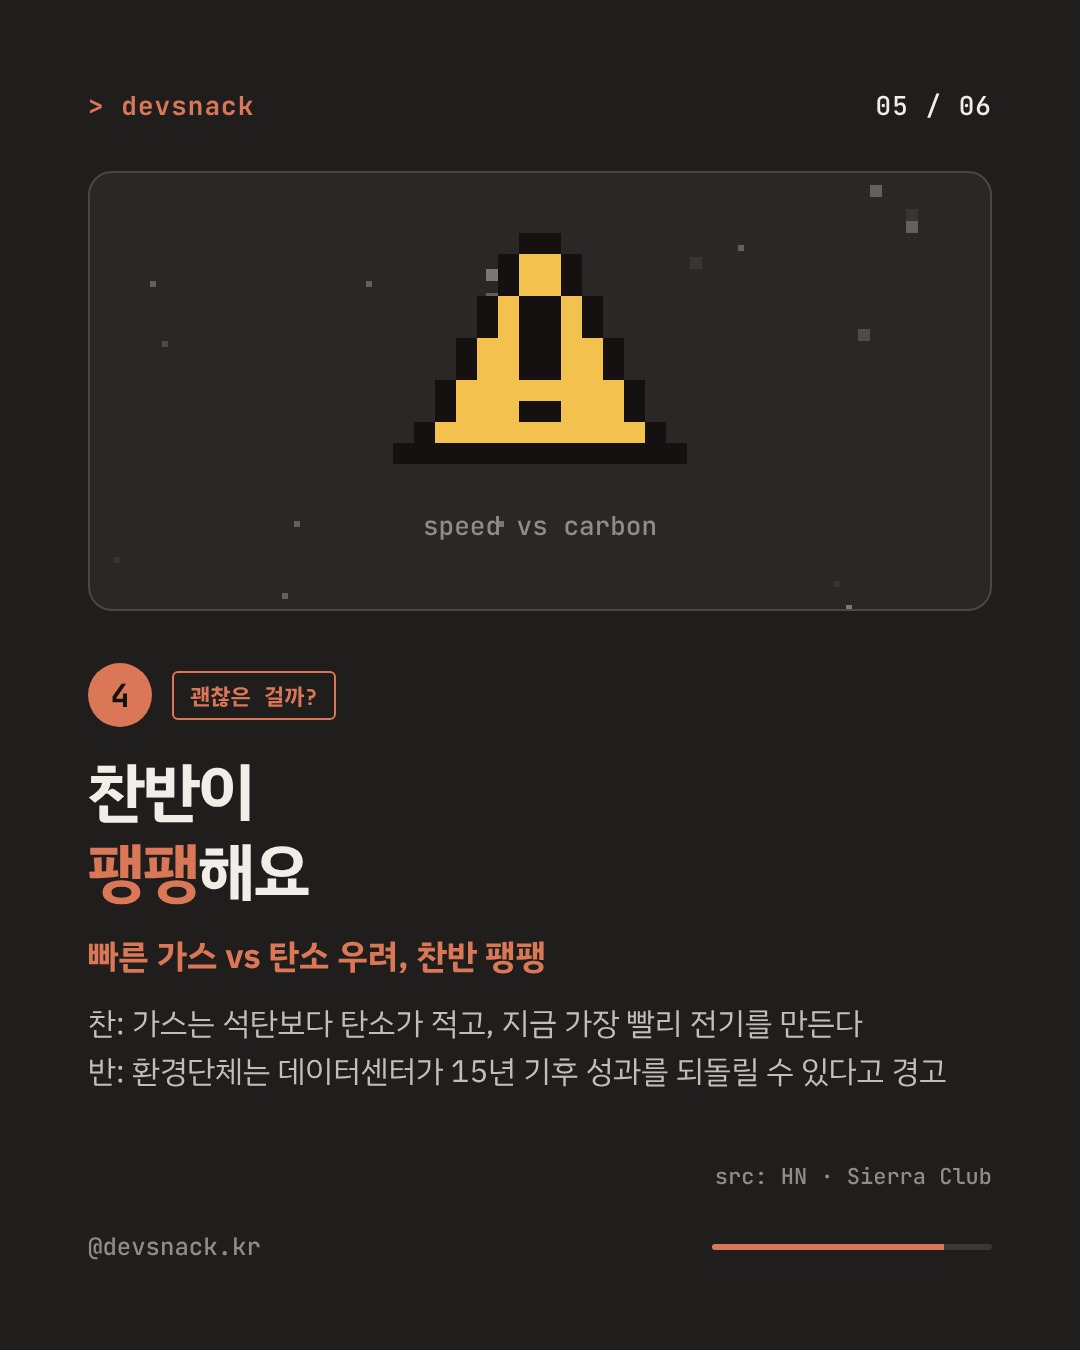 > devsnack
05 / 06
speed vs carbon
4
괜찮은 걸까?
찬반이
팽팽해요
빠른 가스 vs 탄소 우려, 찬반 팽팽
찬: 가스는 석탄보다 탄소가 적고, 지금 가장 빨리 전기를 만든다
반: 환경단체는 데이터센터가 15년 기후 성과를 되돌릴 수 있다고 경고
src: HN · Sierra Club
@devsnack.kr